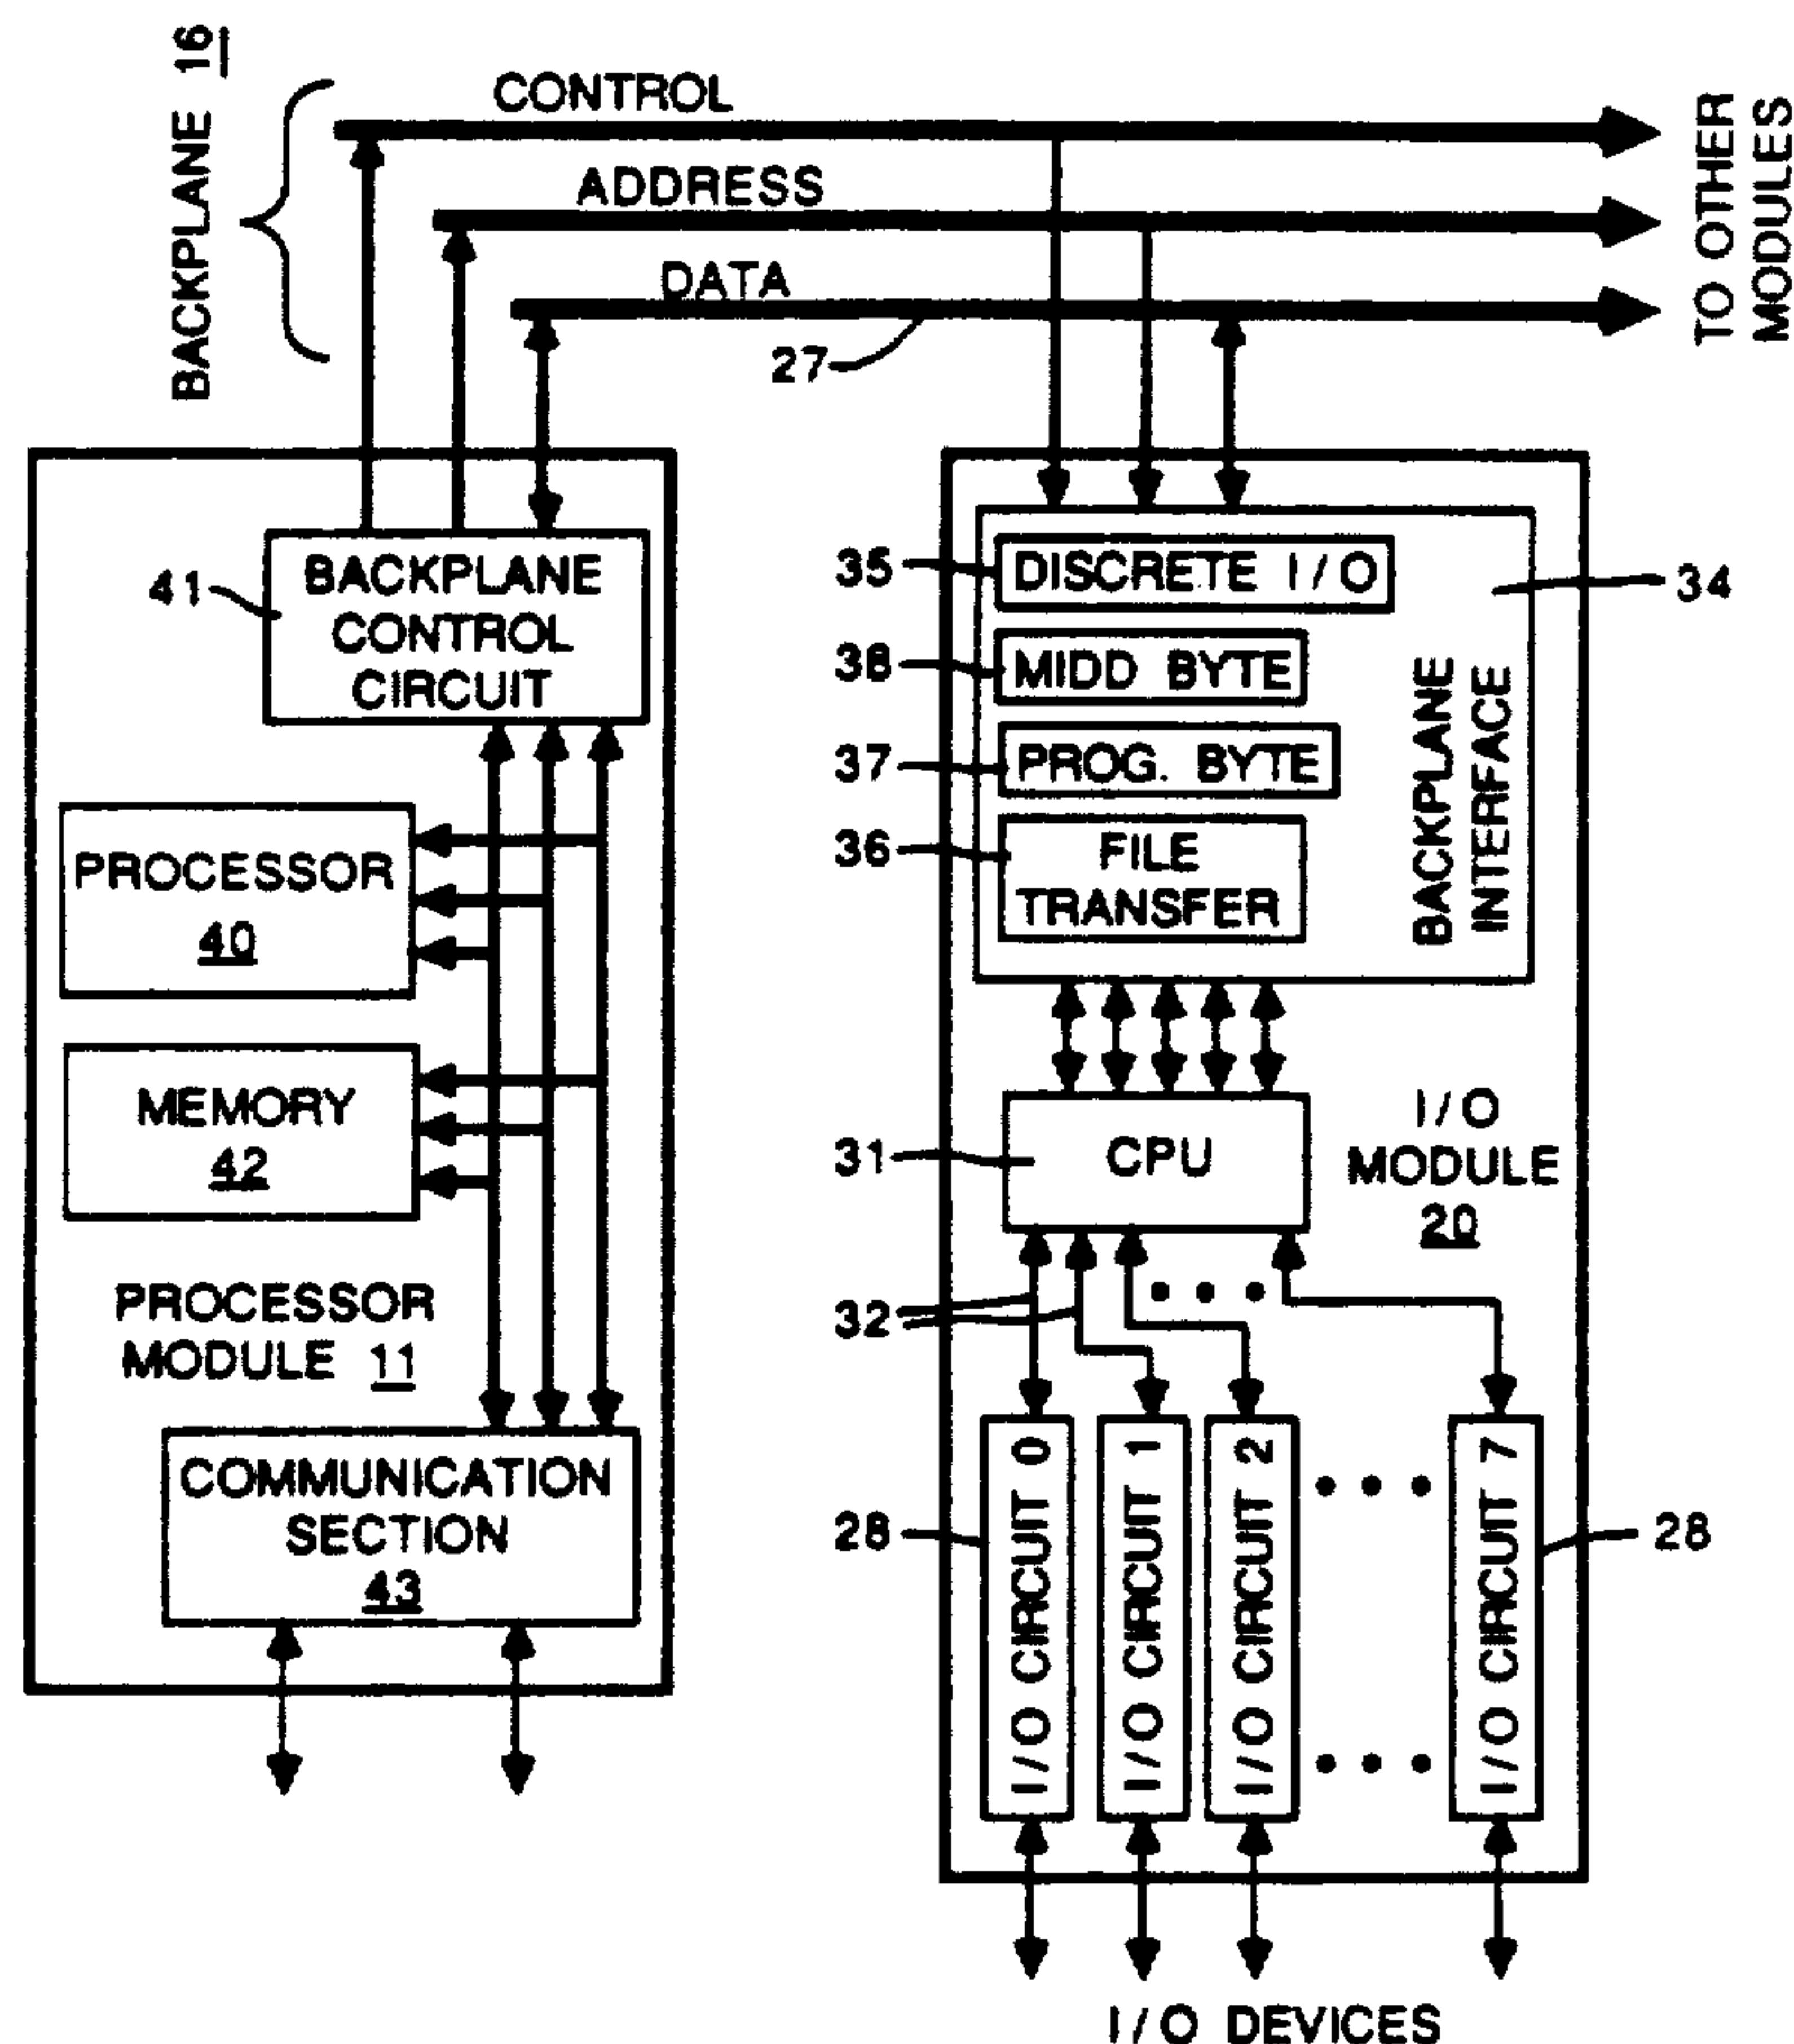 BACKPLANE 16
CONTROL
ADDRESS
DATA
27
TO OTHER
MODULES
41
BACKPLANE
CONTROL
CIRCUIT
PROCESSOR
40
MEMORY
42
PROCESSOR
MODULE 11
COMMUNICATION
SECTION
43
35
DISCRETE I/O
34
38
MIDD BYTE
37
PROG. BYTE
36
FILE
TRANSFER
BACKPLANE
INTERFACE
31
CPU
I/O
MODULE
20
32
28
I/O CIRCUIT 0
I/O CIRCUIT 1
I/O CIRCUIT 2
I/O CIRCUIT 7
28
I/O DEVICES